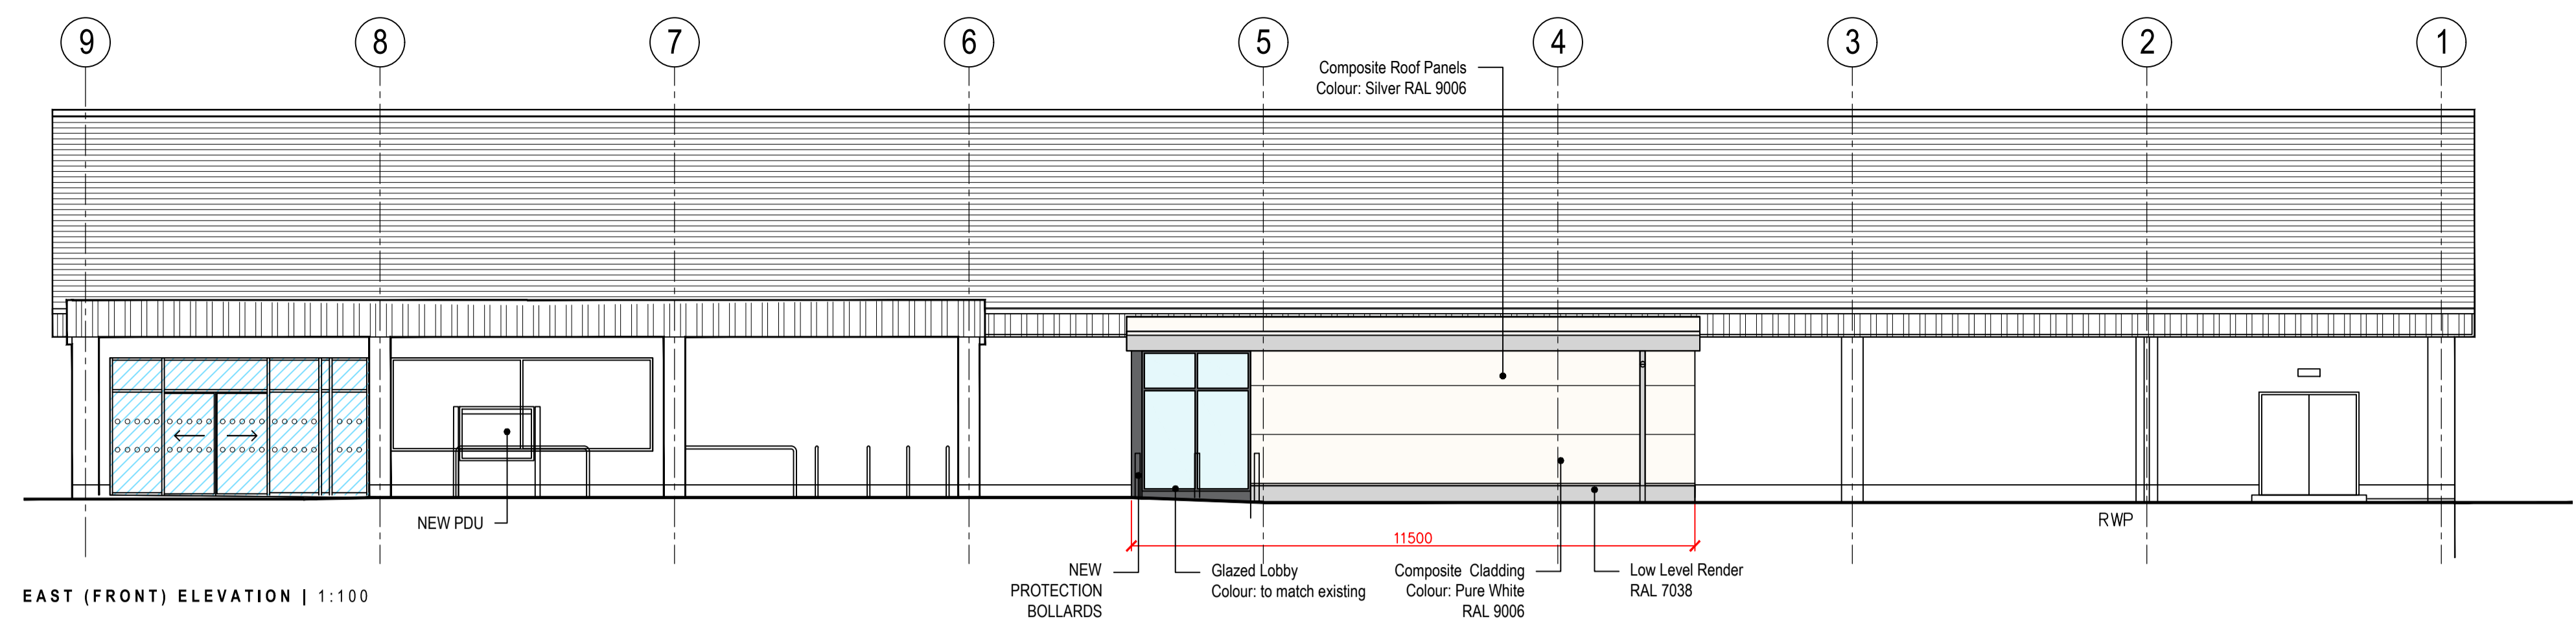 9 8 7 6 5 4 3 2 1
Composite Roof Panels
Colour: Silver RAL 9006
NEW PDU
RWP
11500
NEW
PROTECTION
BOLLARDS
Glazed Lobby
Colour: to match existing
Composite Cladding
Colour: Pure White
RAL 9006
Low Level Render
RAL 7038
EAST (FRONT) ELEVATION | 1:100